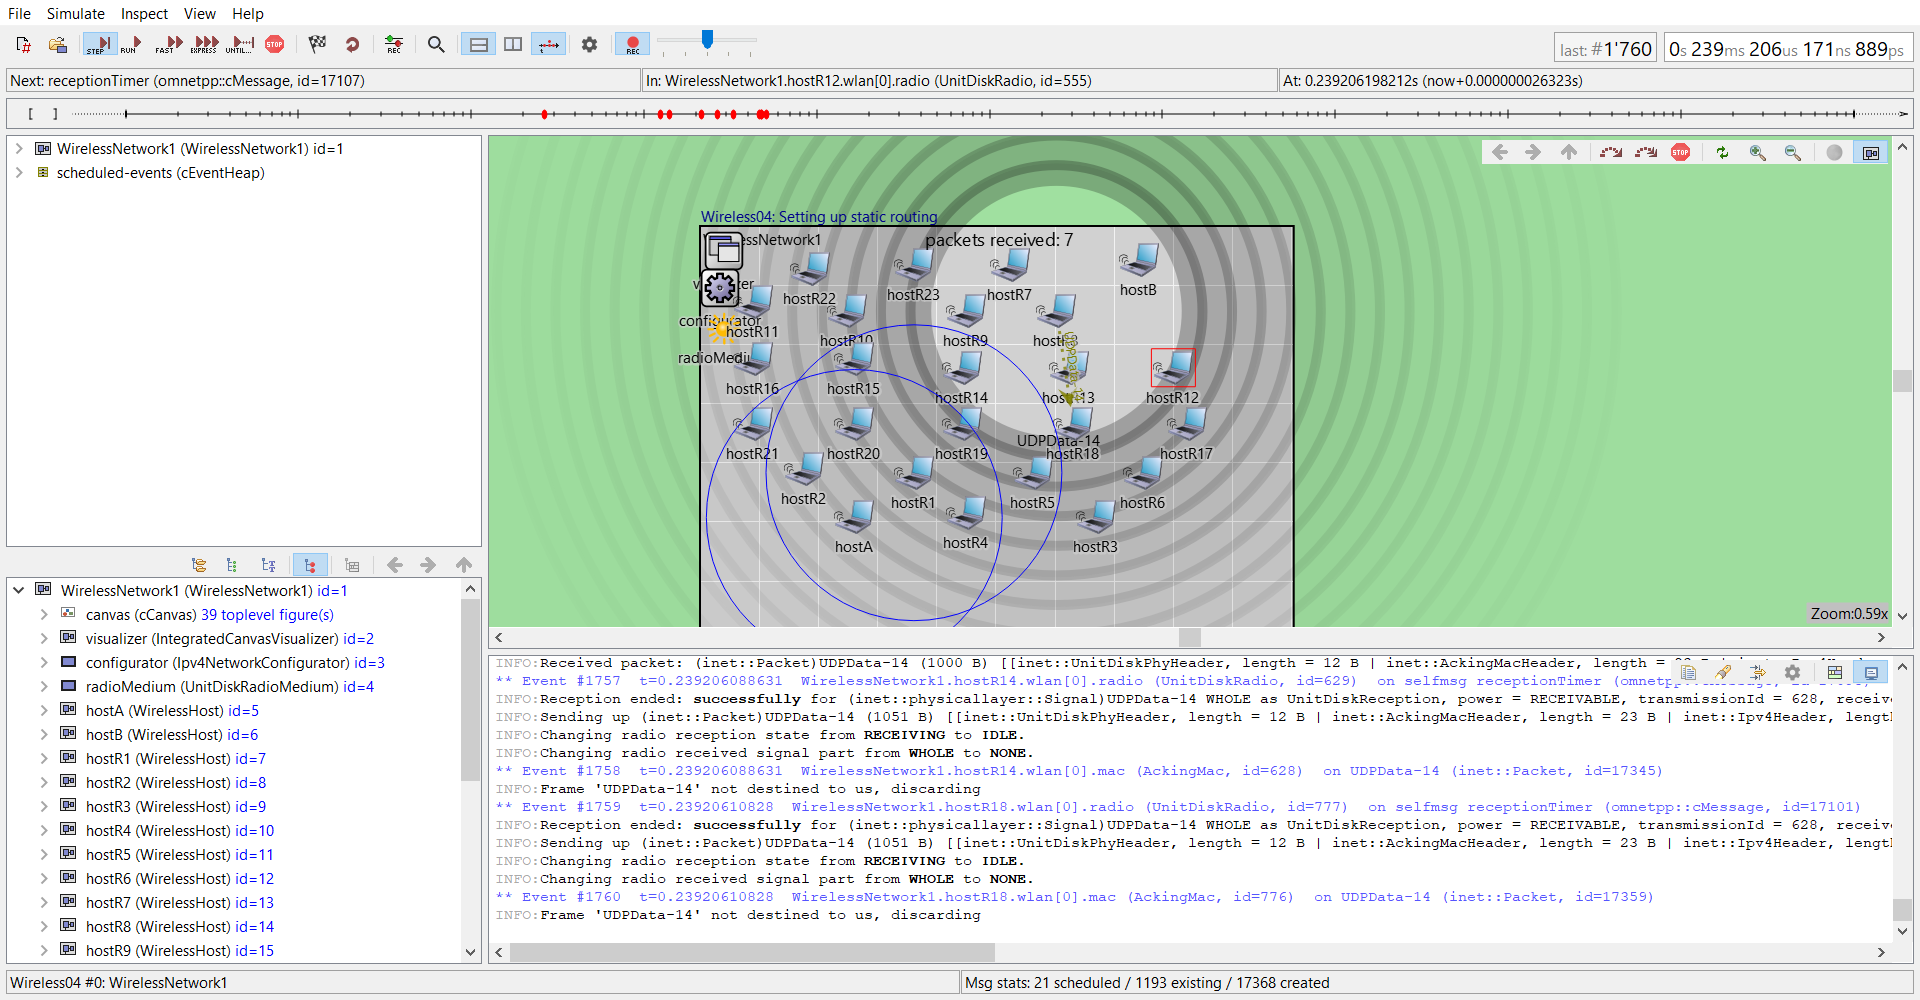 File Simulate Inspect View Help
STEP RUN FAST EXPRESS UNTIL... STOP REC REC
last: #1'760 0s 239ms 206us 171ns 889ps
Next: receptionTimer (omnetpp::cMessage, id=17107) In: WirelessNetwork1.hostR12.wlan[0].radio (UnitDiskRadio, id=555) At: 0.239206198212s (now+0.000000026323s)
[ ]
WirelessNetwork1 (WirelessNetwork1) id=1
scheduled-events (cEventHeap)
STOP
Wireless04: Setting up static routing
packets received: 7
hostR22
hostR23
hostR7
hostB
configurator
hostR11
hostR10
hostR9
hostR16
hostR15
hostR14
hostR12
UDPData-14
hostR21
hostR20
hostR19
hostR18
hostR17
hostR2
hostR1
hostR5
hostR6
hostA
hostR4
hostR3
Zoom:0.59x
WirelessNetwork1 (WirelessNetwork1) id=1
canvas (cCanvas) 39 toplevel figure(s)
visualizer (IntegratedCanvasVisualizer) id=2
configurator (Ipv4NetworkConfigurator) id=3
radioMedium (UnitDiskRadioMedium) id=4
hostA (WirelessHost) id=5
hostB (WirelessHost) id=6
hostR1 (WirelessHost) id=7
hostR2 (WirelessHost) id=8
hostR3 (WirelessHost) id=9
hostR4 (WirelessHost) id=10
hostR5 (WirelessHost) id=11
hostR6 (WirelessHost) id=12
hostR7 (WirelessHost) id=13
hostR8 (WirelessHost) id=14
hostR9 (WirelessHost) id=15
INFO:Received packet: (inet::Packet)UDPData-14 (1000 B) [[inet::UnitDiskPhyHeader, length = 12 B | inet::AckingMacHeader, length =
** Event #1757 t=0.239206088631 WirelessNetwork1.hostR14.wlan[0].radio (UnitDiskRadio, id=629) on selfmsg receptionTimer
INFO:Reception ended: successfully for (inet::physicallayer::Signal)UDPData-14 WHOLE as UnitDiskReception, power = RECEIVABLE, transmissionId = 628, receiv
INFO:Sending up (inet::Packet)UDPData-14 (1051 B) [[inet::UnitDiskPhyHeader, length = 12 B | inet::AckingMacHeader, length = 23 B | inet::Ipv4Header, lengt
INFO:Changing radio reception state from RECEIVING to IDLE.
INFO:Changing radio received signal part from WHOLE to NONE.
** Event #1758 t=0.239206088631 WirelessNetwork1.hostR14.wlan[0].mac (AckingMac, id=628) on UDPData-14 (inet::Packet, id=17345)
INFO:Frame 'UDPData-14' not destined to us, discarding
** Event #1759 t=0.23920610828 WirelessNetwork1.hostR18.wlan[0].radio (UnitDiskRadio, id=777) on selfmsg receptionTimer (omnetpp::cMessage, id=17101)
INFO:Reception ended: successfully for (inet::physicallayer::Signal)UDPData-14 WHOLE as UnitDiskReception, power = RECEIVABLE, transmissionId = 628, receiv
INFO:Sending up (inet::Packet)UDPData-14 (1051 B) [[inet::UnitDiskPhyHeader, length = 12 B | inet::AckingMacHeader, length = 23 B | inet::Ipv4Header, lengt
INFO:Changing radio reception state from RECEIVING to IDLE.
INFO:Changing radio received signal part from WHOLE to NONE.
** Event #1760 t=0.23920610828 WirelessNetwork1.hostR18.wlan[0].mac (AckingMac, id=776) on UDPData-14 (inet::Packet, id=17359)
INFO:Frame 'UDPData-14' not destined to us, discarding
Wireless04 #0: WirelessNetwork1 Msg stats: 21 scheduled / 1193 existing / 17368 created